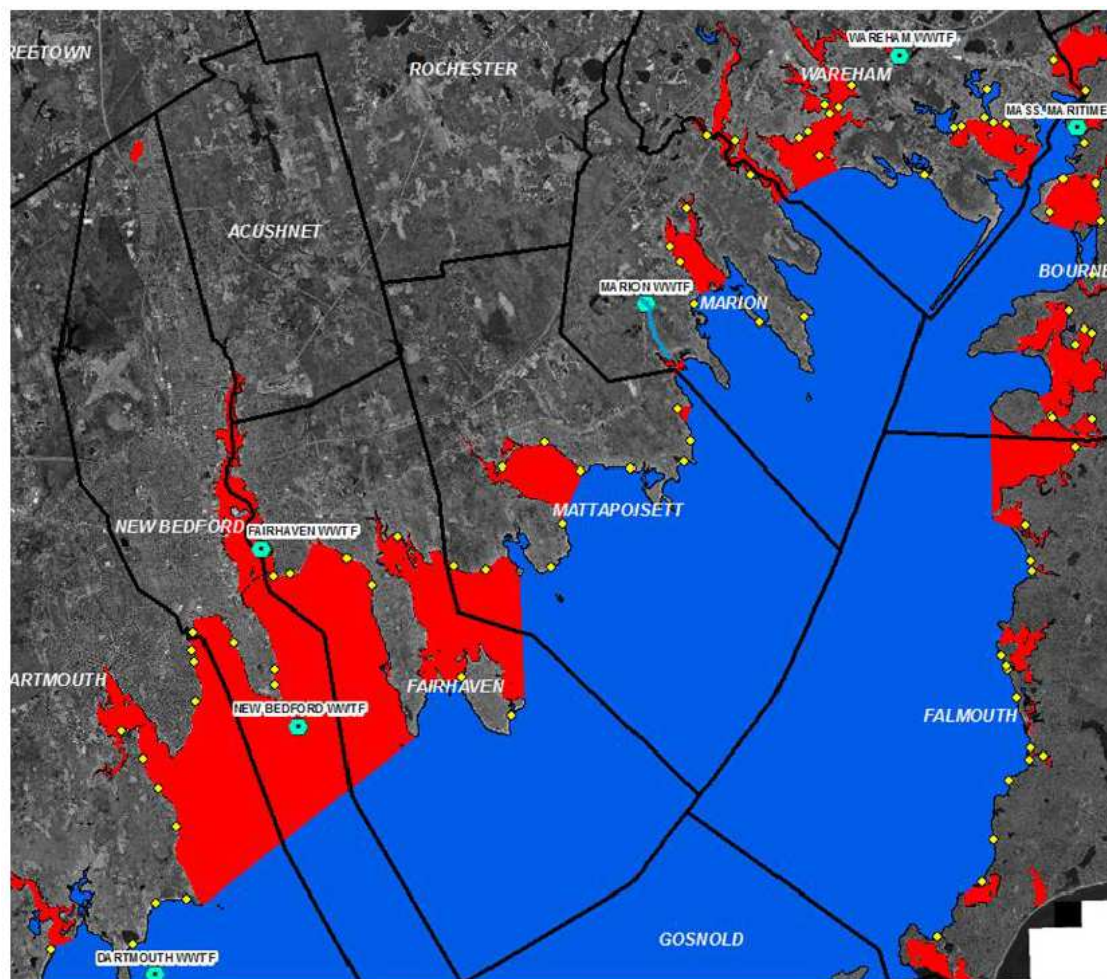 REETOWN
ROCHESTER
WAREHAM WWTF
WAREHAM
MASS. MARITIME
ACUSHNET
BOURNE
MARION WWTF
MARION
MATTAPOISETT
NEW BEDFORD
FAIRHAVEN WWTF
ARTMOUTH
FAIRHAVEN
NEW BEDFORD WWTF
FALMOUTH
GOSNOLD
DARTMOUTH WWTF